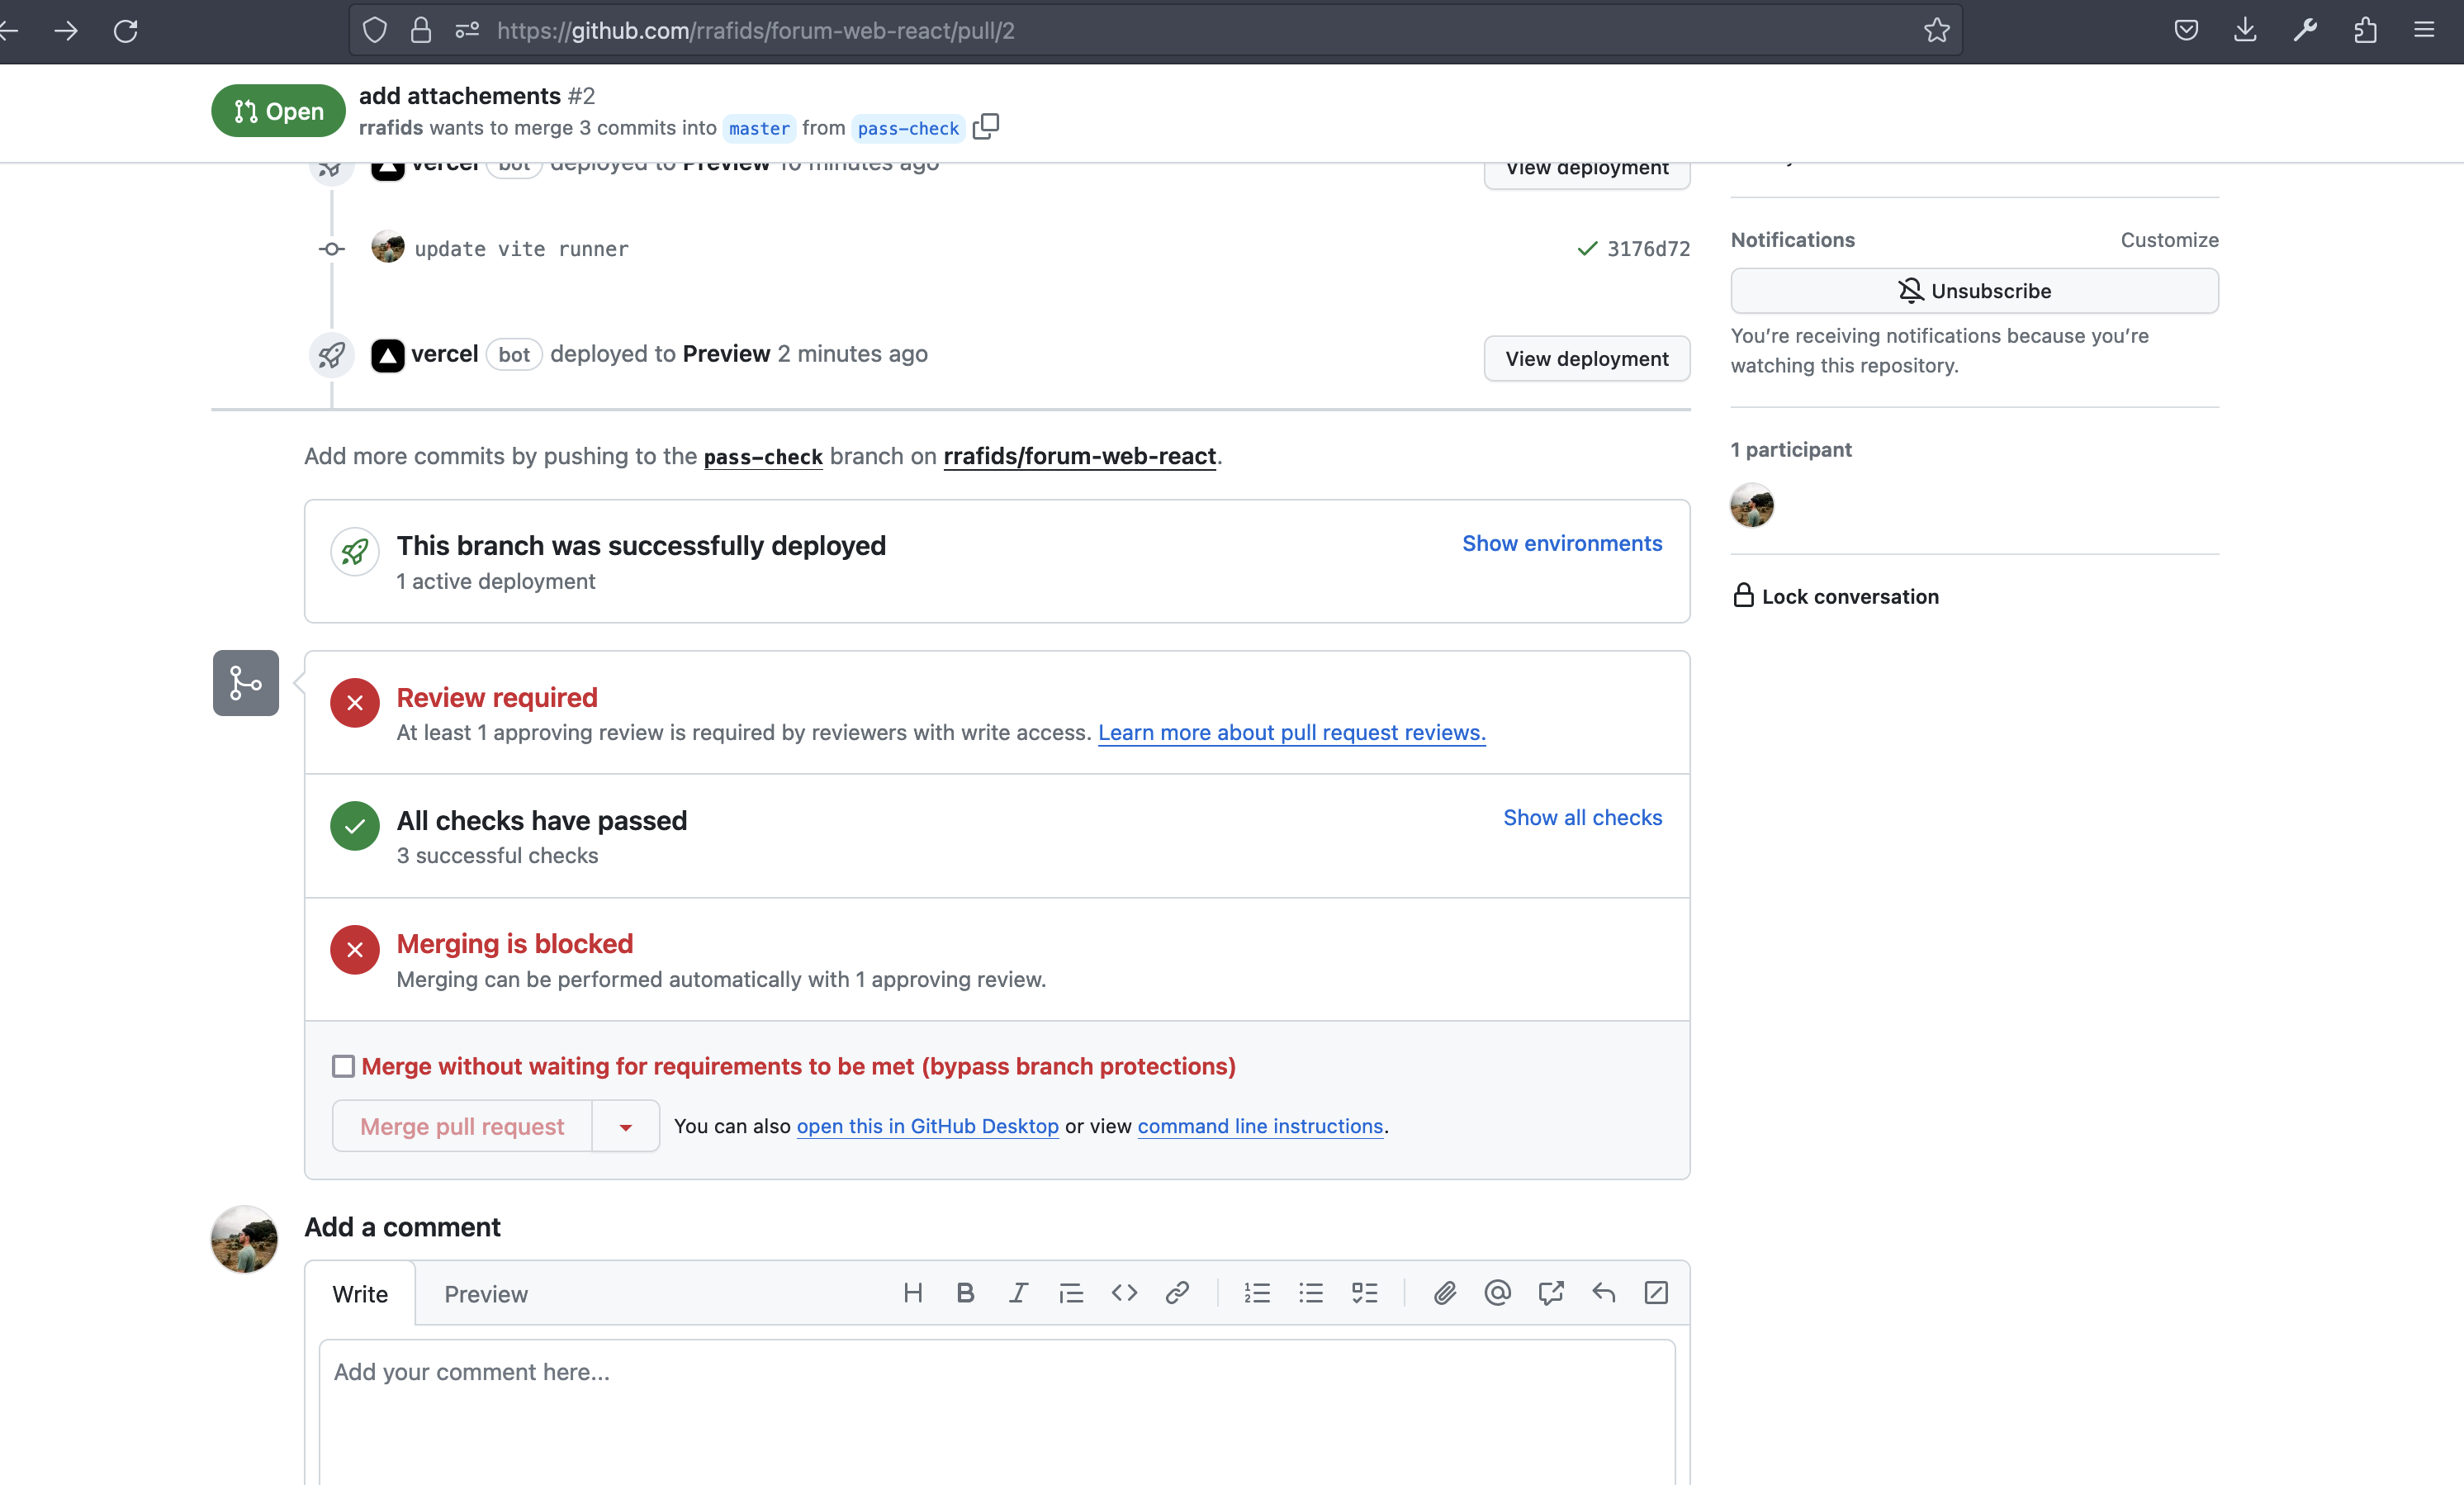 https://github.com/rrafids/forum-web-react/pull/2
Open
add attachements #2
rrafids wants to merge 3 commits into master from pass-check
vercel bot deployed to Preview 10 minutes ago
View deployment
update vite runner
3176d72
vercel bot deployed to Preview 2 minutes ago
View deployment
Notifications
Customize
Unsubscribe
You're receiving notifications because you're
watching this repository.
1 participant
Lock conversation
Add more commits by pushing to the pass-check branch on rrafids/forum-web-react.
This branch was successfully deployed
1 active deployment
Show environments
Review required
At least 1 approving review is required by reviewers with write access. Learn more about pull request reviews.
All checks have passed
3 successful checks
Show all checks
Merging is blocked
Merging can be performed automatically with 1 approving review.
Merge without waiting for requirements to be met (bypass branch protections)
Merge pull request
You can also open this in GitHub Desktop or view command line instructions.
Add a comment
Write
Preview
Add your comment here...